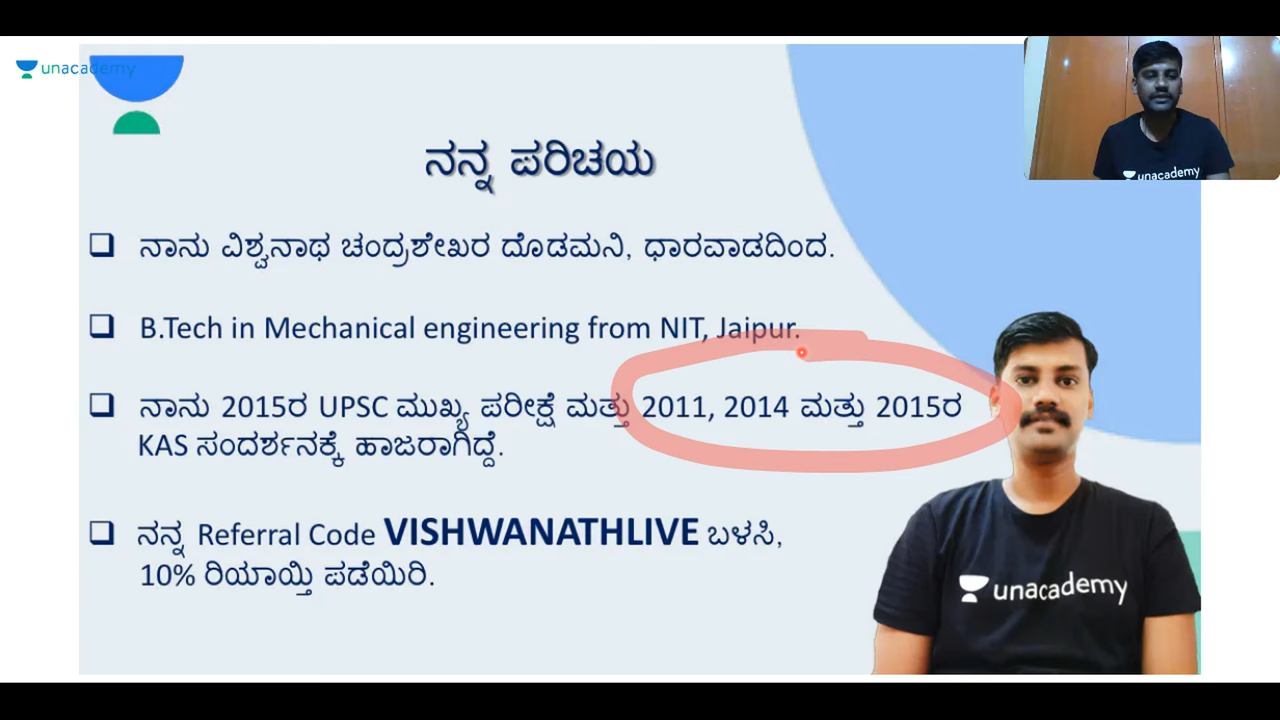 unacademy
unacademy
ನನ್ನ ಪರಿಚಯ
ನಾನು ವಿಶ್ವನಾಥ ಚಂದ್ರಶೇಖರ ದೊಡಮನಿ, ಧಾರವಾಡದಿಂದ.
B.Tech in Mechanical engineering from NIT, Jaipur.
ನಾನು 2015ರ UPSC ಮುಖ್ಯ ಪರೀಕ್ಷೆ ಮತ್ತು 2011, 2014 ಮತ್ತು 2015ರ
KAS ಸಂದರ್ಶನಕ್ಕೆ ಹಾಜರಾಗಿದ್ದೆ.
ನನ್ನ Referral Code VISHWANATHLIVE ಬಳಸಿ,
10% ರಿಯಾಯ್ತಿ ಪಡೆಯಿರಿ.
unacademy